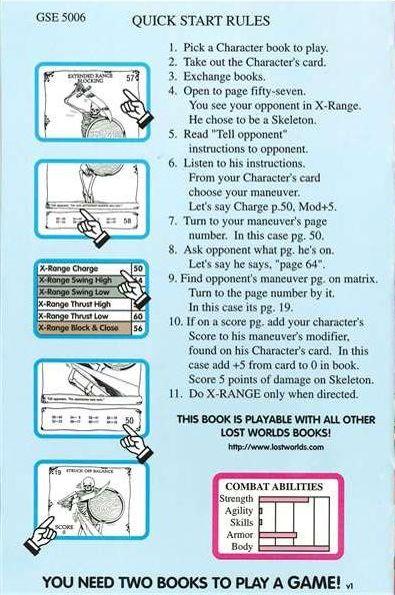 GSE 5006
QUICK START RULES
1. Pick a Character book to play.
2. Take out the Character's card.
3. Exchange books.
4. Open to page fifty-seven.
You see your opponent in X-Range.
He chose to be a Skeleton.
5. Read "Tell opponent"
instructions to opponent.
6. Listen to his instructions.
From your Character's card
choose your maneuver.
Let's say Charge p.50, Mod+5.
7. Turn to your maneuver's page
number. In this case pg. 50.
8. Ask opponent what pg. he's on.
Let's say he says, "page 64".
9. Find opponent's maneuver pg. on matrix.
Turn to the page number by it.
In this case its pg. 19.
10. If on a score pg. add your character's
Score to his maneuver's modifier,
found on his Character's card. In this
case add +5 from card to 0 in book.
Score 5 points of damage on Skeleton.
11. Do X-RANGE only when directed.
EXTENDED RANGE
BLOCKING
57
58
X-Range Charge 50
X-Range Swing High
X-Range Swing Low
X-Range Thrust High
X-Range Thrust Low 60
X-Range Block & Close 56
50
19 STRUCK OFF BALANCE
SCORE
0
THIS BOOK IS PLAYABLE WITH ALL OTHER
LOST WORLDS BOOKS!
http://www.lostworlds.com
COMBAT ABILITIES
Strength
Agility
Skills
Armor
Body
YOU NEED TWO BOOKS TO PLAY A GAME! v1